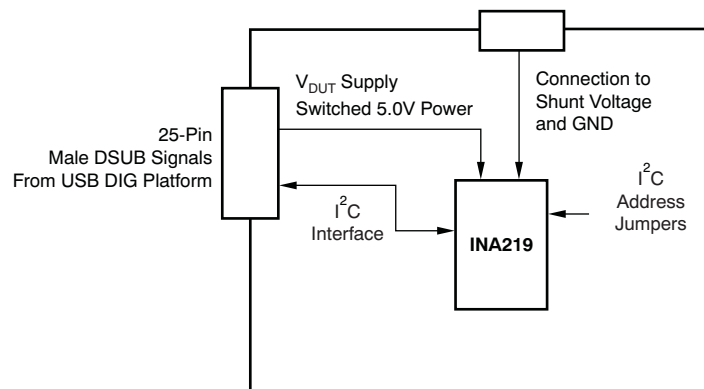 V_DUT Supply
Switched 5.0V Power
Connection to
Shunt Voltage
and GND
25-Pin
Male DSUB Signals
From USB DIG Platform
I²C
Interface
INA219
I²C
Address
Jumpers